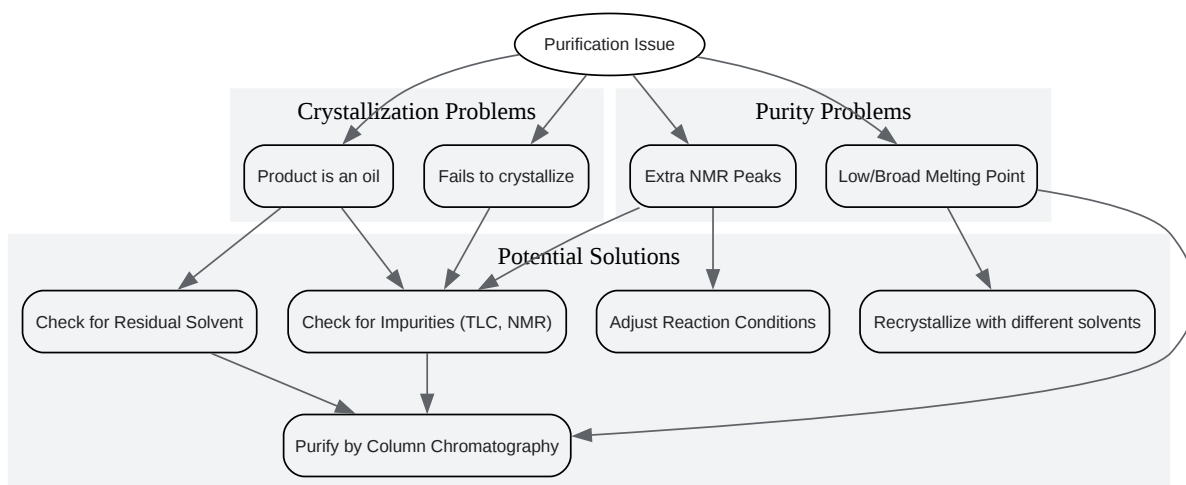 Purification Issue
Crystallization Problems
Purity Problems
Product is an oil
Fails to crystallize
Extra NMR Peaks
Low/Broad Melting Point
Potential Solutions
Check for Residual Solvent
Check for Impurities (TLC, NMR)
Adjust Reaction Conditions
Recrystallize with different solvents
Purify by Column Chromatography